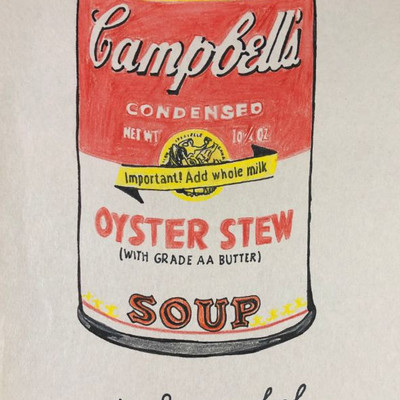 Campbell's
CONDENSED
NET WT 10½ OZ
Important! Add whole milk
OYSTER STEW
(WITH GRADE AA BUTTER)
SOUP